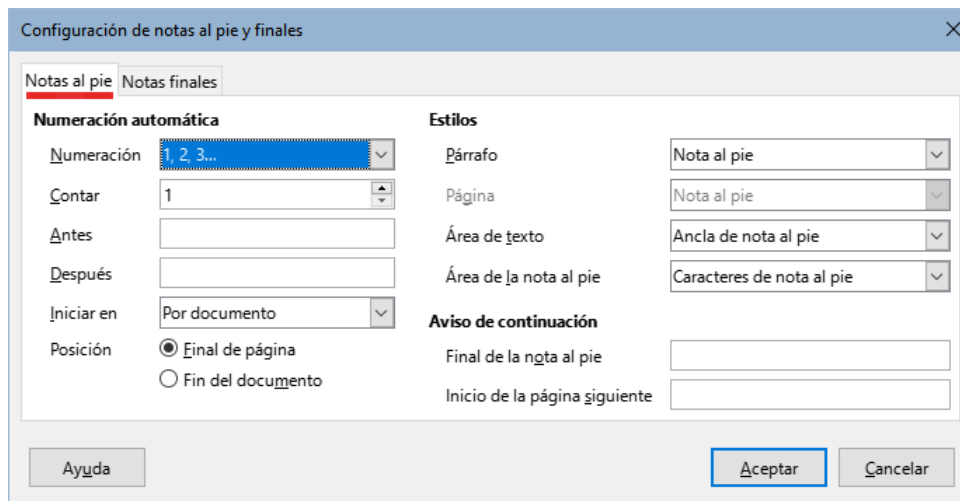 Configuración de notas al pie y finales
Notas al pie Notas finales
Numeración automática
Numeración 1, 2, 3...
Contar 1
Antes
Después
Iniciar en Por documento
Posición Final de página
Fin del documento
Estilos
Párrafo Nota al pie
Página Nota al pie
Área de texto Ancla de nota al pie
Área de la nota al pie Caracteres de nota al pie
Aviso de continuación
Final de la nota al pie
Inicio de la página siguiente
Ayuda Aceptar Cancelar